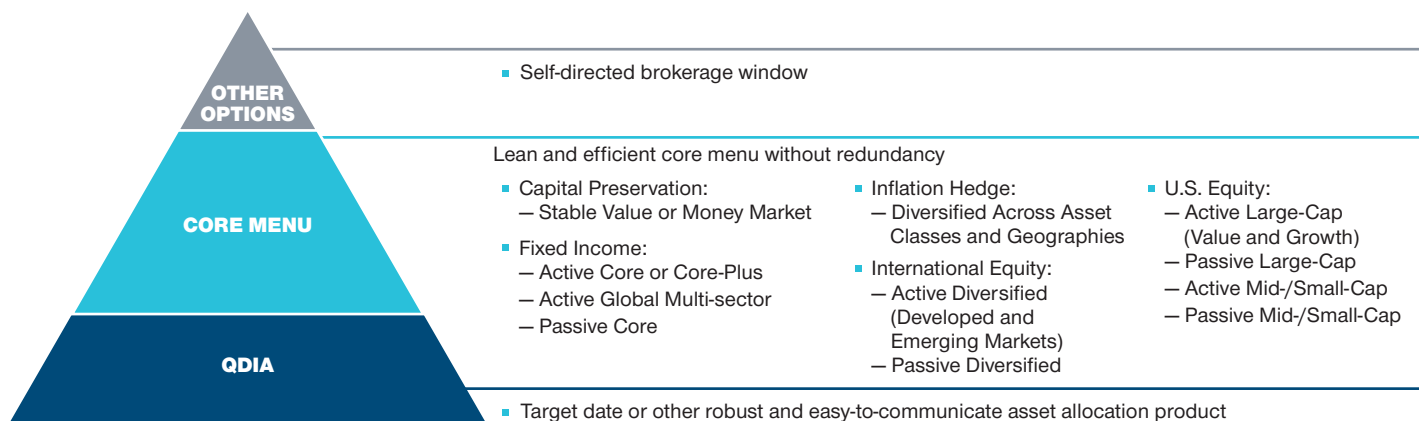 OTHER
OPTIONS
▪ Self-directed brokerage window
CORE MENU
Lean and efficient core menu without redundancy
▪ Capital Preservation:
— Stable Value or Money Market
▪ Fixed Income:
— Active Core or Core-Plus
— Active Global Multi-sector
— Passive Core
▪ Inflation Hedge:
— Diversified Across Asset
Classes and Geographies
▪ International Equity:
— Active Diversified
(Developed and
Emerging Markets)
— Passive Diversified
▪ U.S. Equity:
— Active Large-Cap
(Value and Growth)
— Passive Large-Cap
— Active Mid-/Small-Cap
— Passive Mid-/Small-Cap
QDIA
▪ Target date or other robust and easy-to-communicate asset allocation product